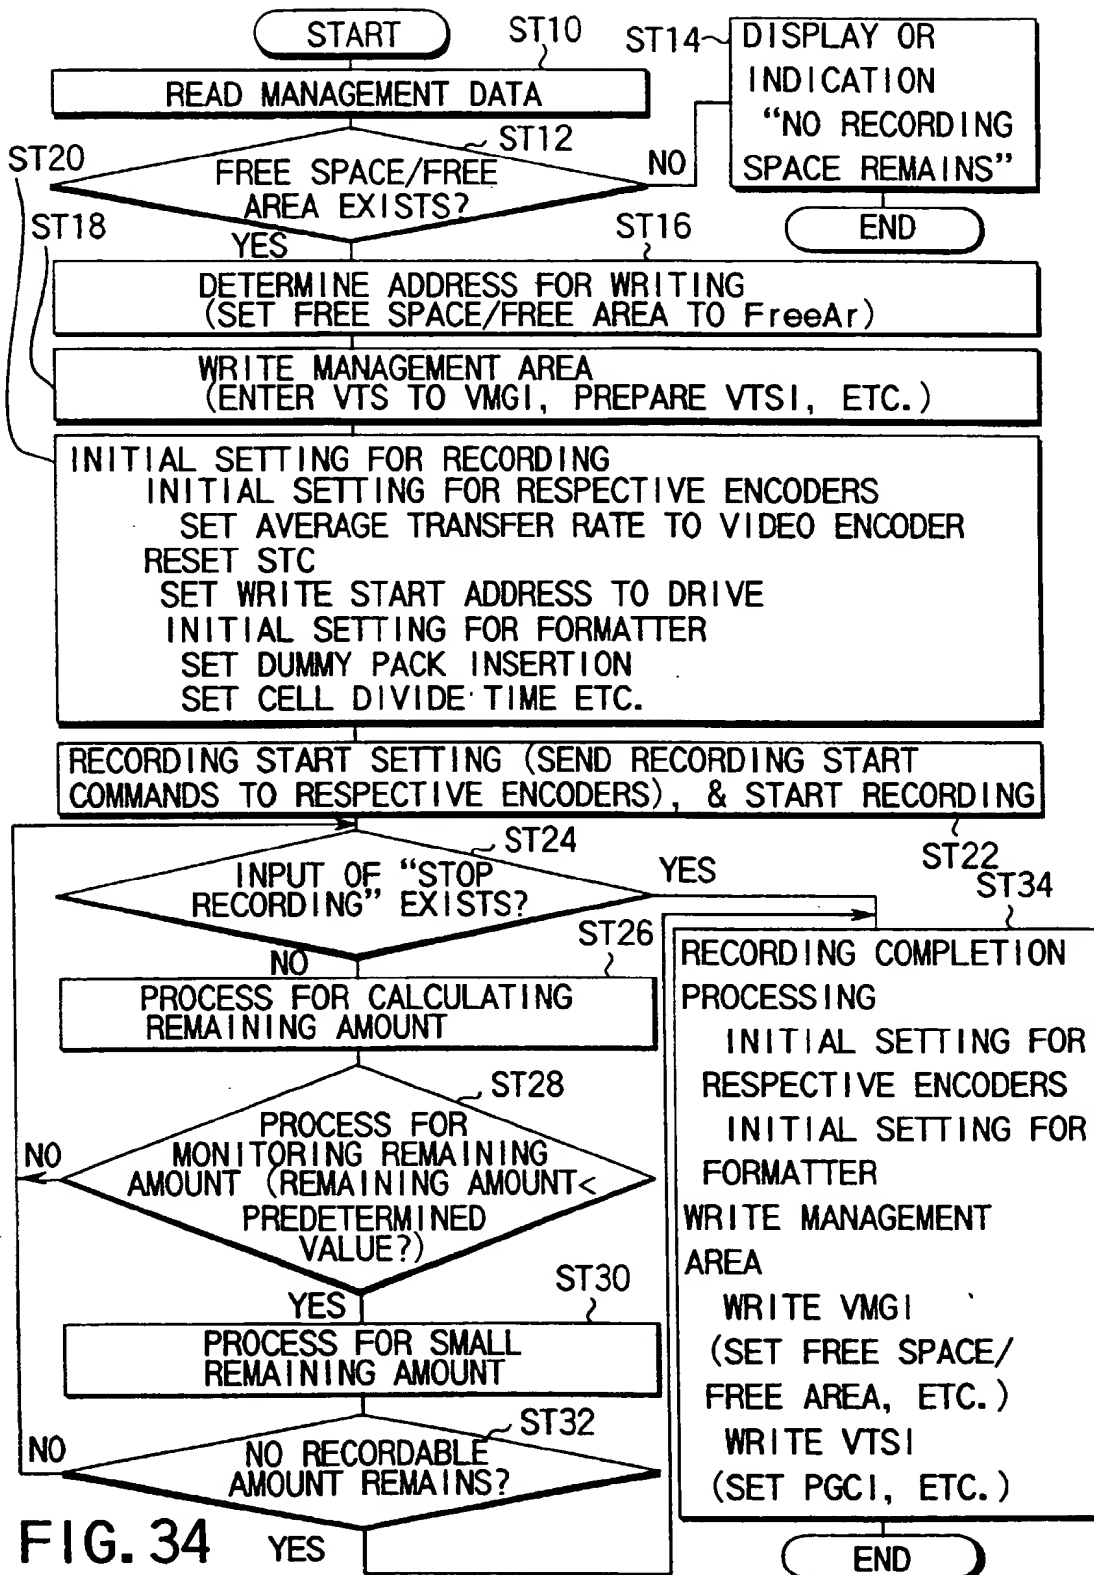 START
ST10
READ MANAGEMENT DATA
ST12
FREE SPACE/FREE
AREA EXISTS?
NO
ST14
DISPLAY OR
INDICATION
“NO RECORDING
SPACE REMAINS”
END
YES
ST16
DETERMINE ADDRESS FOR WRITING
(SET FREE SPACE/FREE AREA TO FreeAr)
ST18
WRITE MANAGEMENT AREA
(ENTER VTS TO VMGI, PREPARE VTSI, ETC.)
ST20
INITIAL SETTING FOR RECORDING
INITIAL SETTING FOR RESPECTIVE ENCODERS
SET AVERAGE TRANSFER RATE TO VIDEO ENCODER
RESET STC
SET WRITE START ADDRESS TO DRIVE
INITIAL SETTING FOR FORMATTER
SET DUMMY PACK INSERTION
SET CELL DIVIDE TIME ETC.
RECORDING START SETTING (SEND RECORDING START
COMMANDS TO RESPECTIVE ENCODERS), & START RECORDING
ST22
ST24
INPUT OF “STOP
RECORDING” EXISTS?
YES
NO
ST26
PROCESS FOR CALCULATING
REMAINING AMOUNT
ST28
PROCESS FOR
MONITORING REMAINING
AMOUNT (REMAINING AMOUNT<
PREDETERMINED
VALUE?)
NO
YES
ST30
PROCESS FOR SMALL
REMAINING AMOUNT
ST32
NO RECORDABLE
AMOUNT REMAINS?
NO
YES
ST34
RECORDING COMPLETION
PROCESSING
INITIAL SETTING FOR
RESPECTIVE ENCODERS
INITIAL SETTING FOR
FORMATTER
WRITE MANAGEMENT
AREA
WRITE VMGI
(SET FREE SPACE/
FREE AREA, ETC.)
WRITE VTSI
(SET PGCI, ETC.)
END
FIG. 34